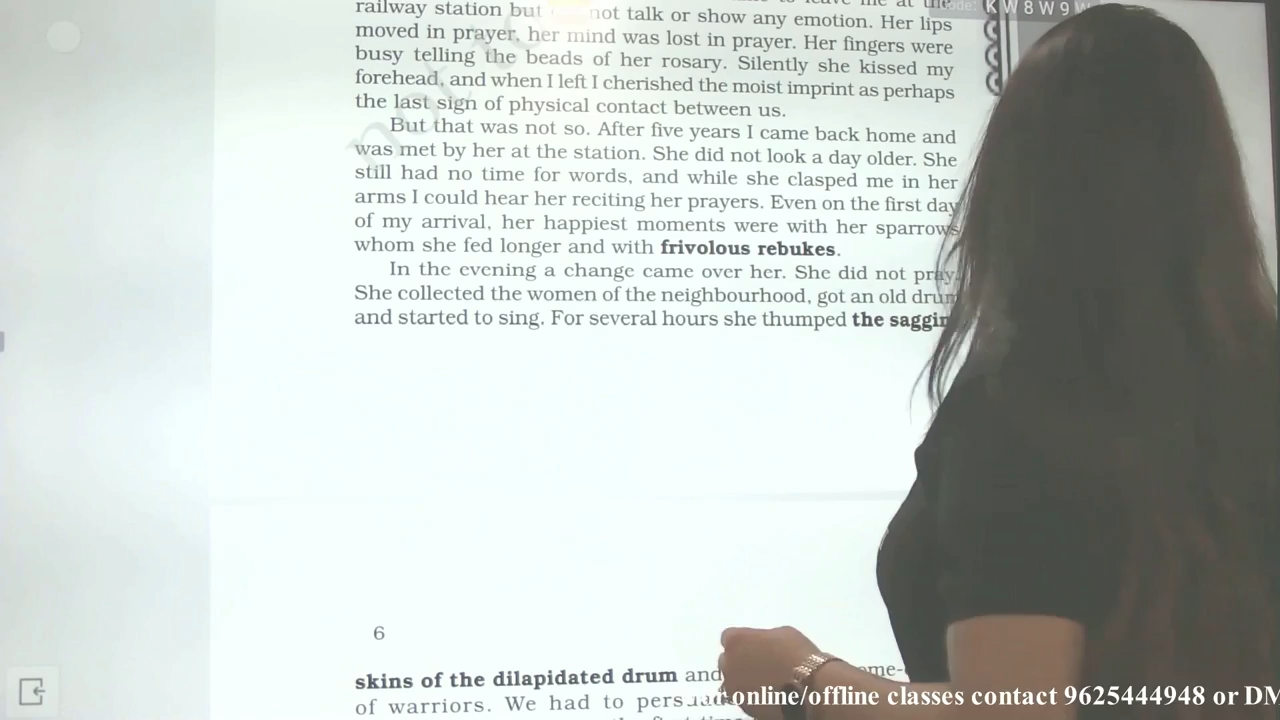 railway station but not talk or show any emotion. Her lips
moved in prayer, her mind was lost in prayer. Her fingers were
busy telling the beads of her rosary. Silently she kissed my
forehead, and when I left I cherished the moist imprint as perhaps
the last sign of physical contact between us.
But that was not so. After five years I came back home and
was met by her at the station. She did not look a day older. She
still had no time for words, and while she clasped me in her
arms I could hear her reciting her prayers. Even on the first day
of my arrival, her happiest moments were with her sparrows
whom she fed longer and with frivolous rebukes.
In the evening a change came over her. She did not pray.
She collected the women of the neighbourhood, got an old drum
and started to sing. For several hours she thumped the saggin
6
skins of the dilapidated drum and ome-
of warriors. We had to
online/offline classes contact 9625444948 or DM
not to
code: K W 8 W 9